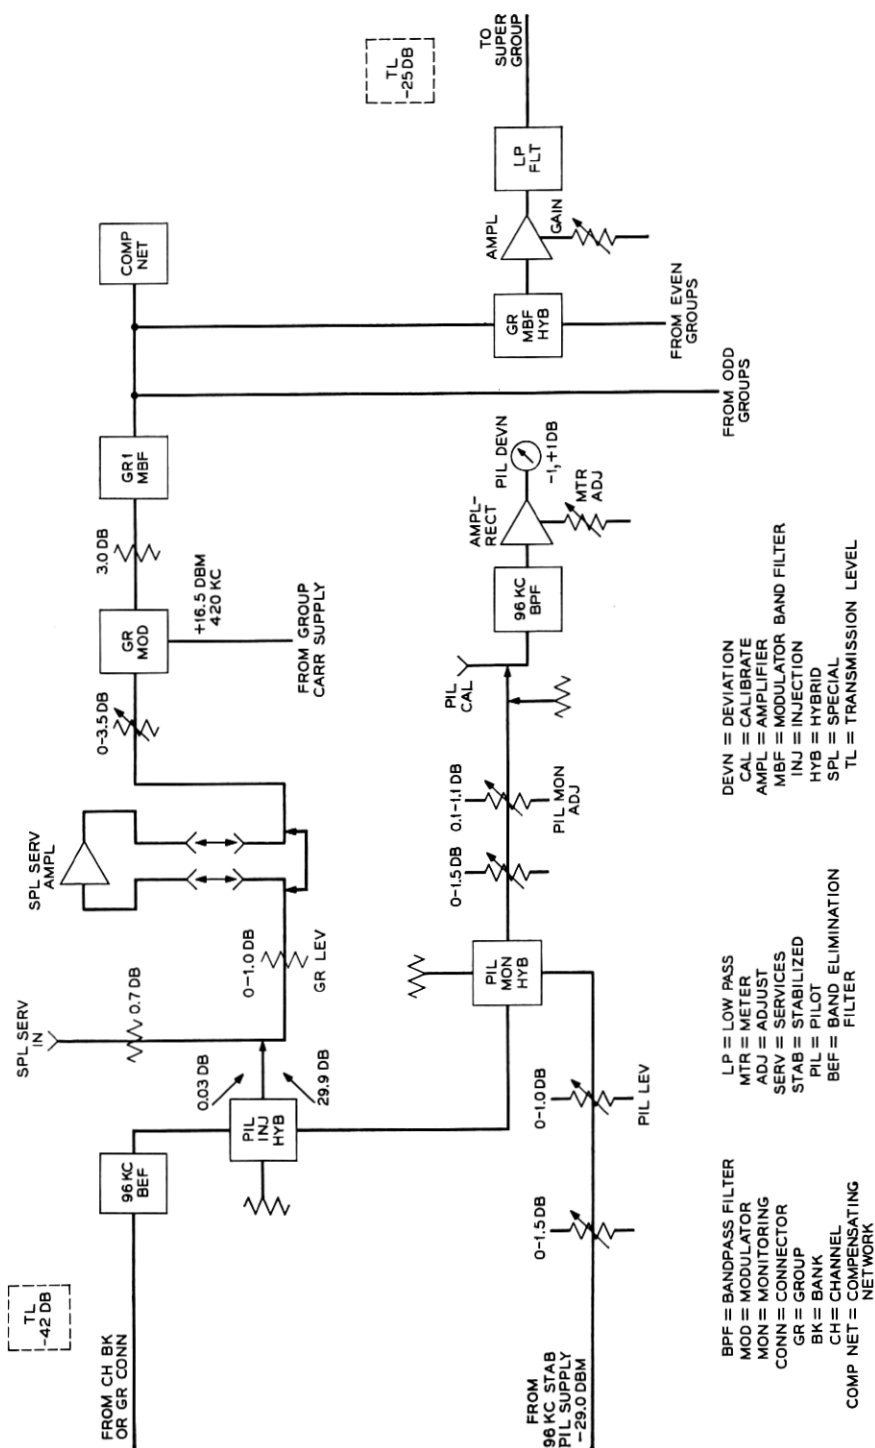 TL
-42 DB
FROM CH BK
OR GR CONN
96 KC
BEF
PIL
INJ
HYB
0.03 DB
29.9 DB
SPL SERV
IN
0.7 DB
0-1.0 DB
GR LEV
SPL SERV
AMPL
0-3.5 DB
GR
MOD
+16.5 DBM
420 KC
FROM GROUP
CARR SUPPLY
3.0 DB
GR1
MBF
COMP
NET
TL
-25 DB
FROM
96 KC STAB
PIL SUPPLY
-29.0 DBM
0-1.5 DB
0-1.0 DB
PIL LEV
PIL
MON
HYB
0-1.5 DB
0.1-1.1 DB
PIL MON
ADJ
PIL
CAL
96 KC
BPF
AMPL-
RECT
MTR
ADJ
PIL DEVN
-1, +1 DB
FROM ODD
GROUPS
GR
MBF
HYB
FROM EVEN
GROUPS
AMPL
GAIN
LP
FLT
TO
SUPER
GROUP
BPF = BANDPASS FILTER
MOD = MODULATOR
MON = MONITORING
CONN = CONNECTOR
GR = GROUP
BK = BANK
CH = CHANNEL
COMP NET = COMPENSATING
NETWORK
LP = LOW PASS
MTR = METER
ADJ = ADJUST
SERV = SERVICES
STAB = STABILIZED
PIL = PILOT
BEF = BAND ELIMINATION
FILTER
DEVN = DEVIATION
CAL = CALIBRATE
AMPL = AMPLIFIER
MBF = MODULATOR BAND FILTER
INJ = INJECTION
HYB = HYBRID
SPL = SPECIAL
TL = TRANSMISSION LEVEL